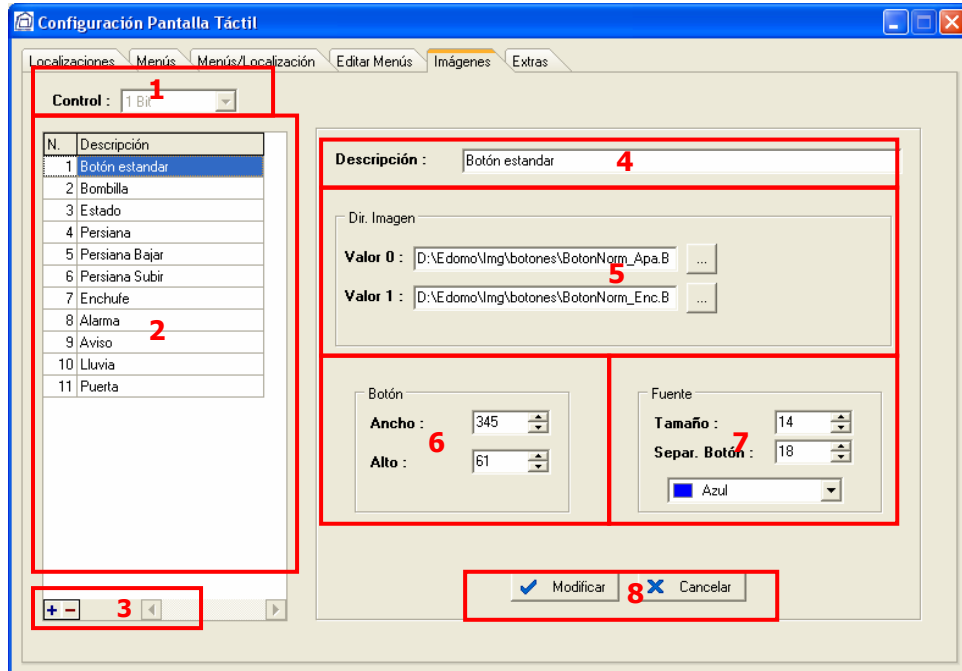 Configuración Pantalla Táctil
Localizaciones Menús Menús/Localización Editar Menús Imágenes Extras
Control : 1 Bit
1
N. Descripción
1 Botón estandar
2 Bombilla
3 Estado
4 Persiana
5 Persiana Bajar
6 Persiana Subir
7 Enchufe
8 Alarma
9 Aviso
10 Lluvia
11 Puerta
2
3
Descripción : Botón estandar
4
Dir. Imagen
Valor 0 : D:\Edomo\Img\botones\BotonNorm_Apa.B ...
5
Valor 1 : D:\Edomo\Img\botones\BotonNorm_Enc.B ...
Botón
Ancho : 345
6
Alto : 61
Fuente
Tamaño : 14
7
Separ. Botón : 18
Azul
Modificar
8
Cancelar